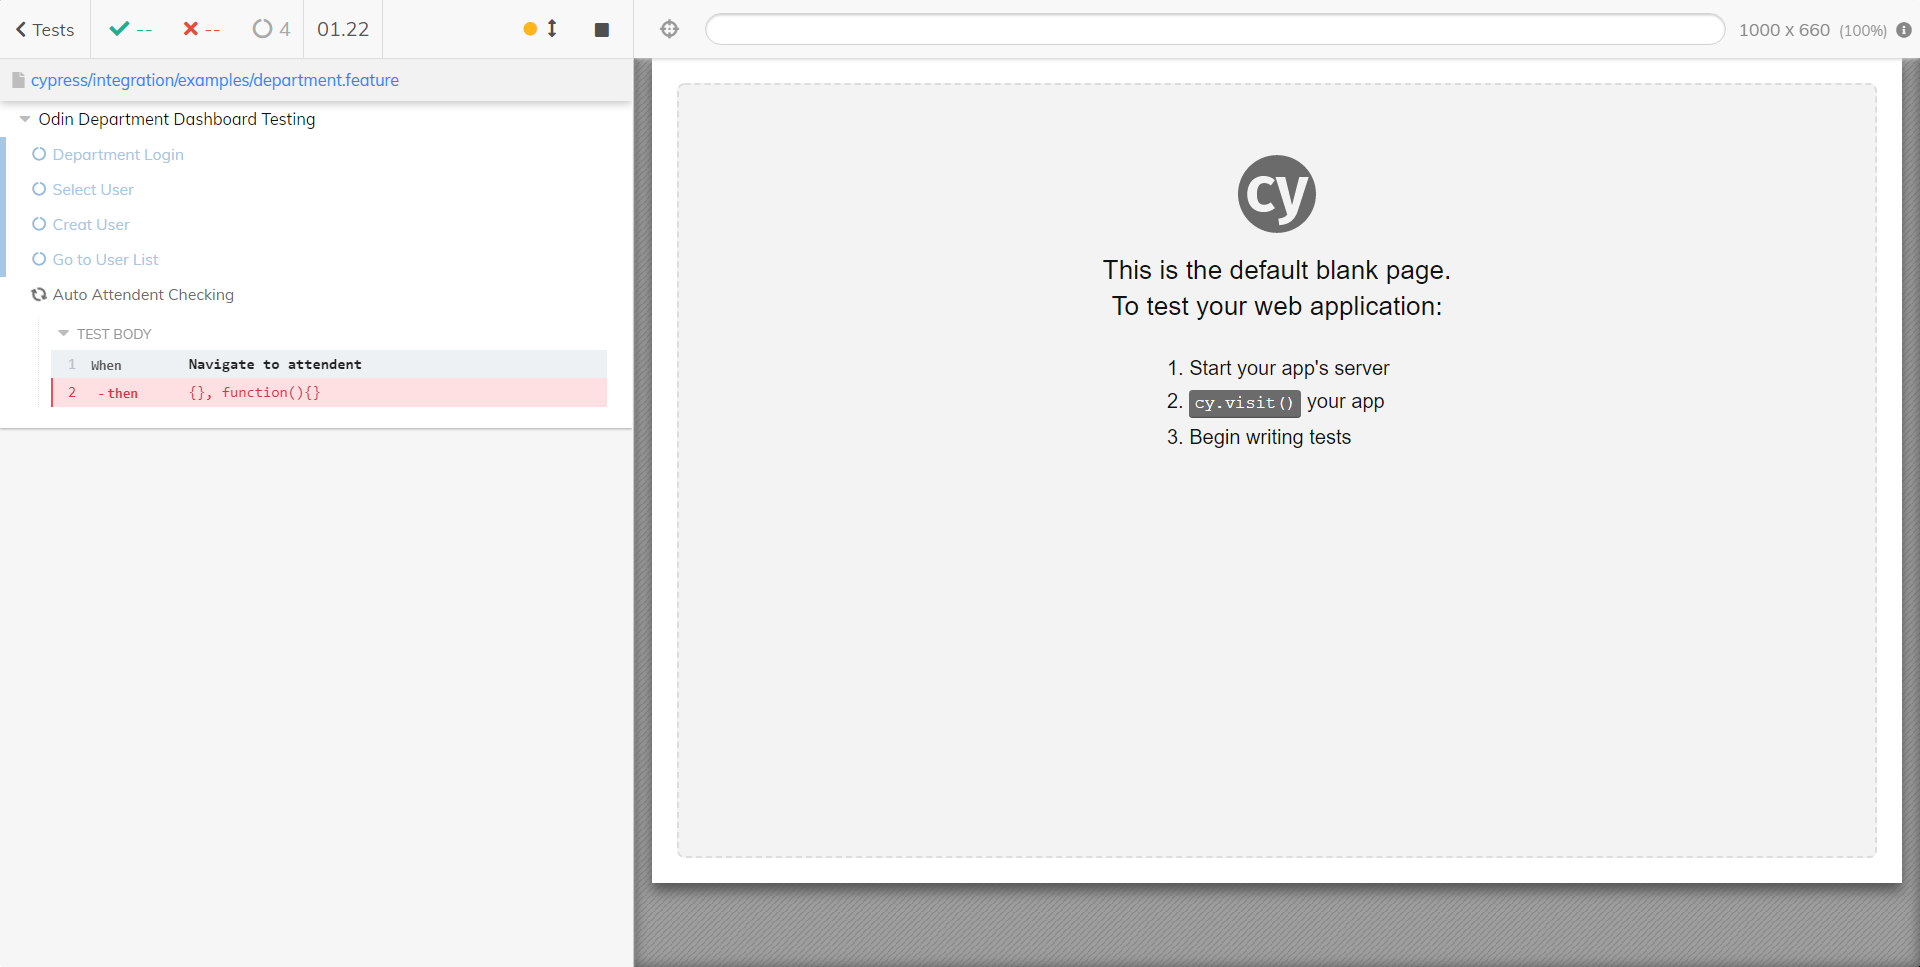 Tests -- -- 4 01.22
1000 x 660 (100%)
cypress/integration/examples/department.feature
Odin Department Dashboard Testing
Department Login
Select User
Creat User
Go to User List
Auto Attendent Checking
TEST BODY
1 When Navigate to attendent
2 -then {}, function(){}
cy
This is the default blank page.
To test your web application:
1. Start your app's server
2. cy.visit() your app
3. Begin writing tests